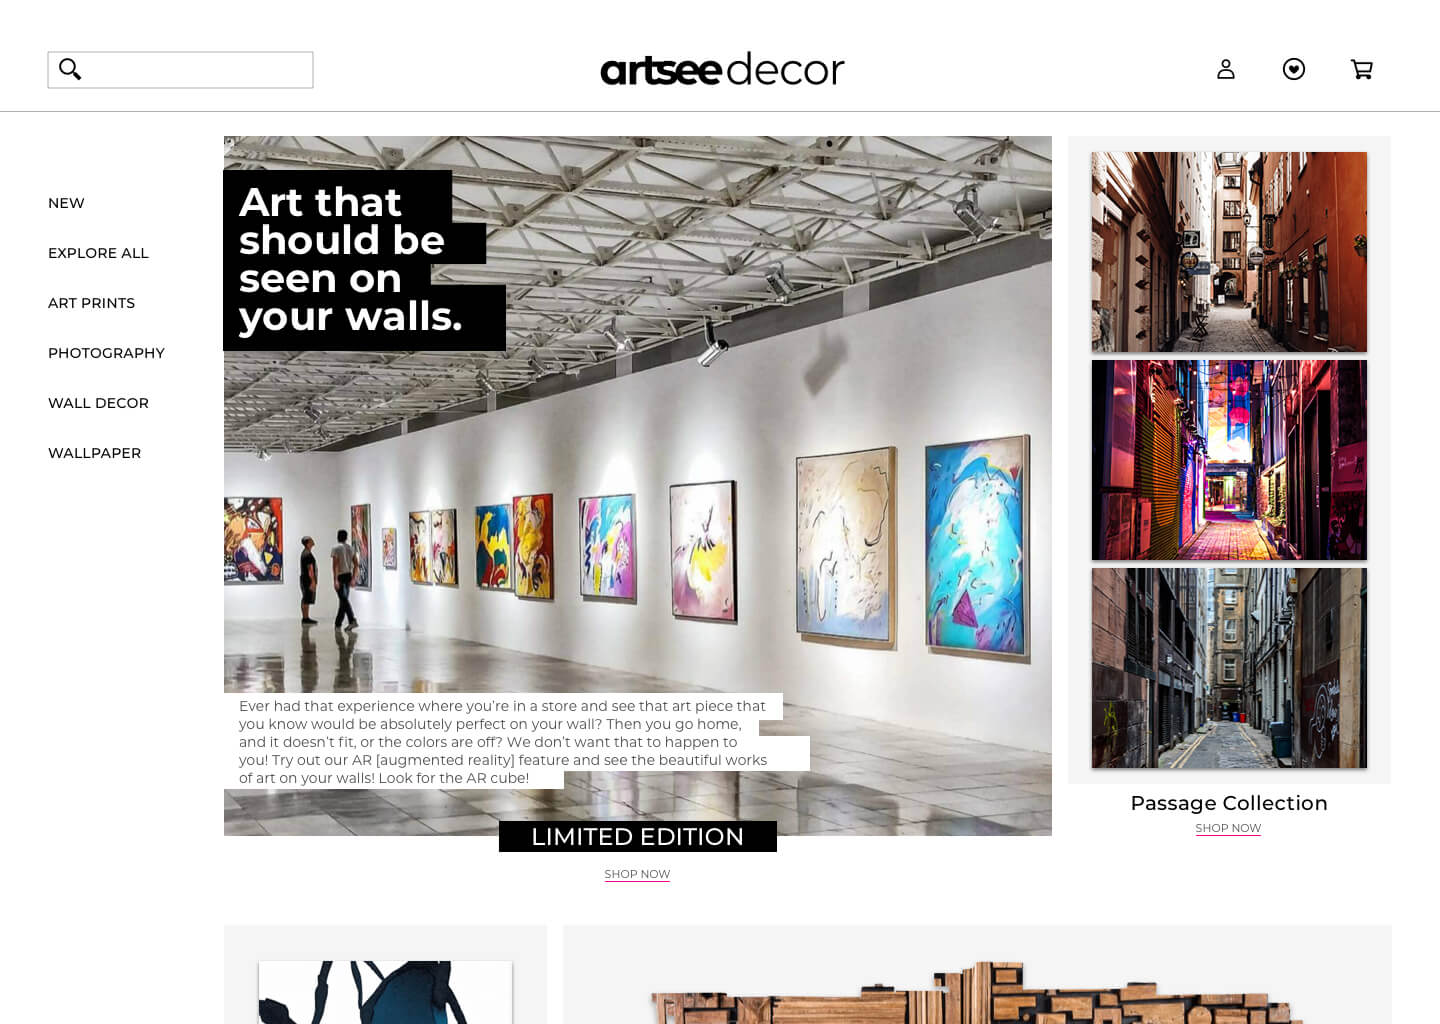 artsee decor
NEW
EXPLORE ALL
ART PRINTS
PHOTOGRAPHY
WALL DECOR
WALLPAPER
Art that
should be
seen on
your walls.
Ever had that experience where you’re in a store and see that art piece that
you know would be absolutely perfect on your wall? Then you go home,
and it doesn’t fit, or the colors are off? We don’t want that to happen to
you! Try out our AR [augmented reality] feature and see the beautiful works
of art on your walls! Look for the AR cube!
LIMITED EDITION
SHOP NOW
Passage Collection
SHOP NOW